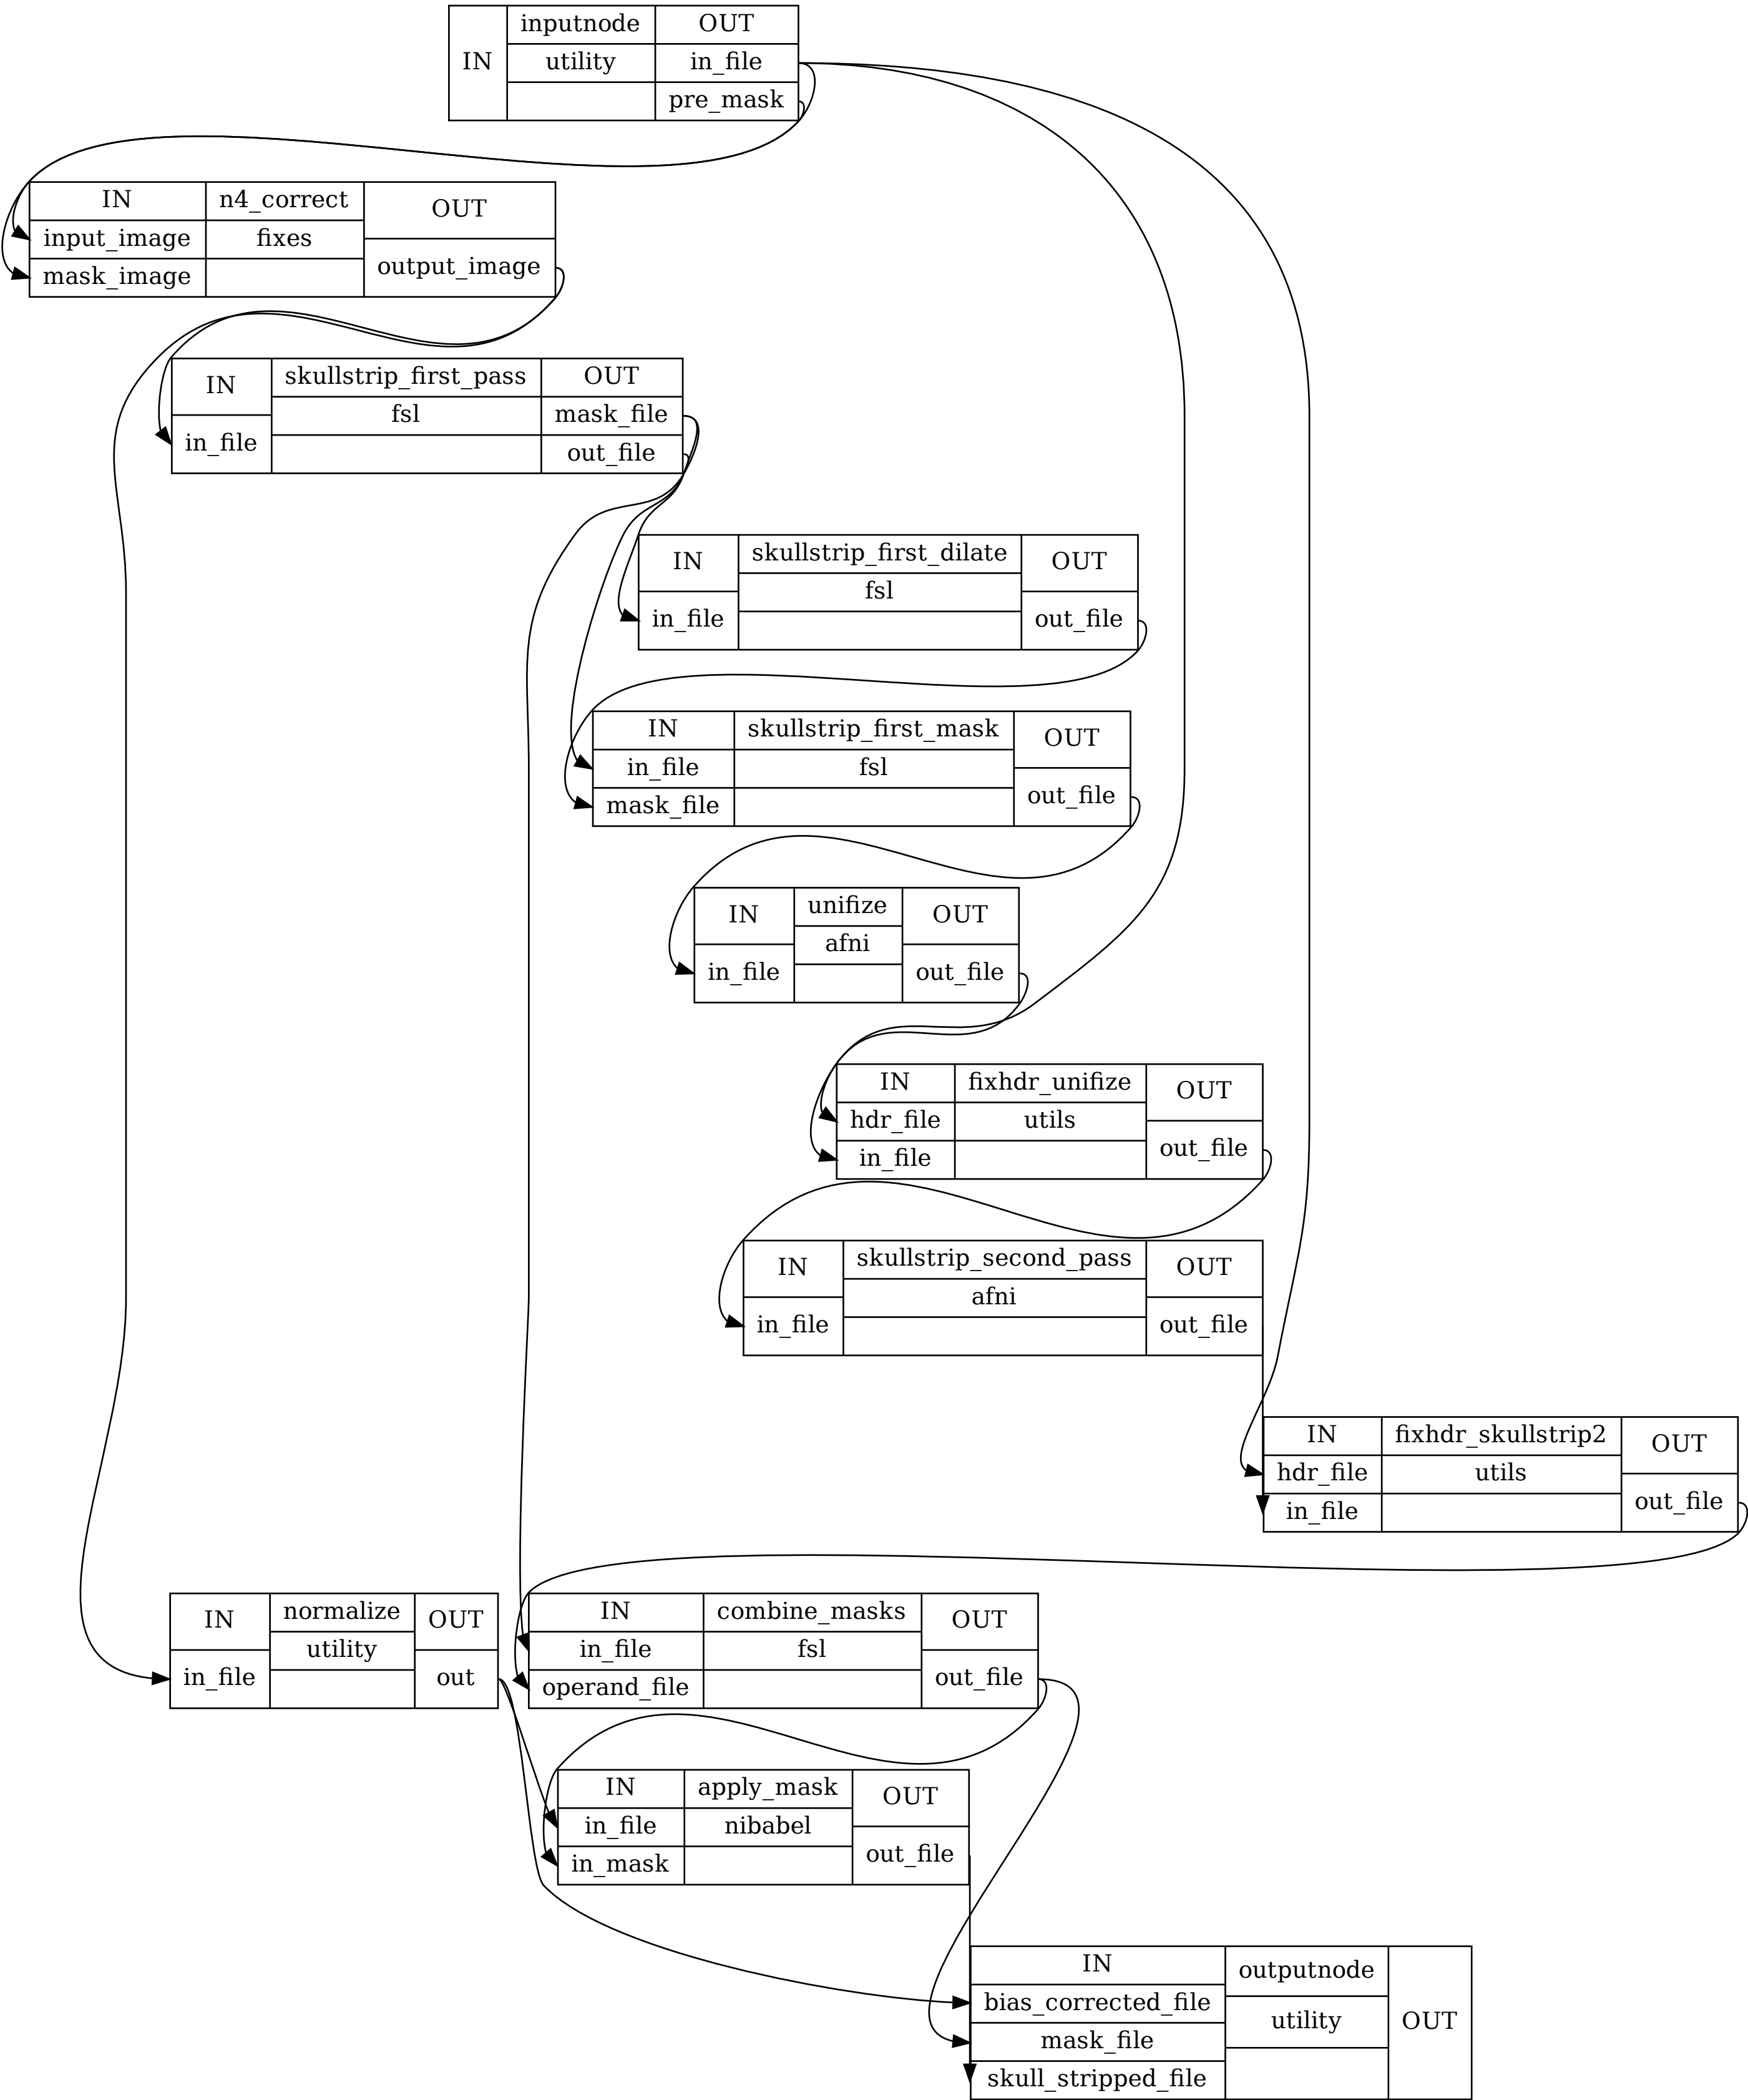 IN inputnode OUT
utility in_file
pre_mask
IN n4_correct OUT
input_image fixes
mask_image output_image
IN skullstrip_first_pass OUT
fsl mask_file
in_file out_file
IN skullstrip_first_dilate OUT
fsl
in_file out_file
IN skullstrip_first_mask OUT
in_file fsl
mask_file out_file
IN unifize OUT
afni
in_file out_file
IN fixhdr_unifize OUT
hdr_file utils
in_file out_file
IN skullstrip_second_pass OUT
afni
in_file out_file
IN fixhdr_skullstrip2 OUT
hdr_file utils
in_file out_file
IN normalize OUT
utility
in_file out
IN combine_masks OUT
in_file fsl
operand_file out_file
IN apply_mask OUT
in_file nibabel
in_mask out_file
IN outputnode OUT
bias_corrected_file
mask_file utility
skull_stripped_file